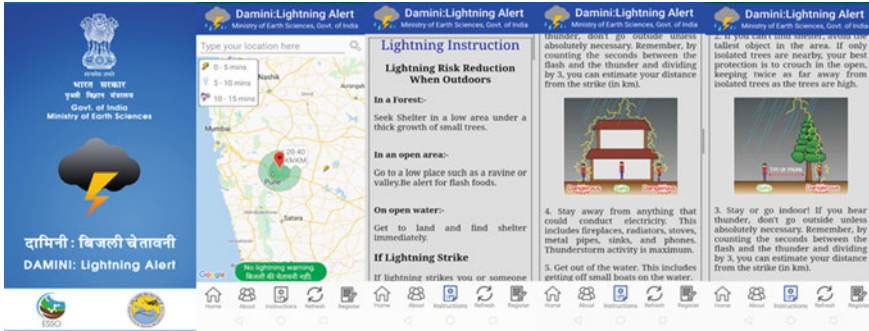 भारत सरकार
पृथ्वी विज्ञान मंत्रालय
Govt. of India
Ministry of Earth Sciences
दामिनी : बिजली चेतावनी
DAMINI: Lightning Alert
ESSO
Damini:Lightning Alert
Ministry of Earth Sciences, Govt. of India
Type your location here
0 - 5 mins
5 - 10 mins
10 - 15 mins
Nashik
Aurangab
Mumbai
20 40
KMKM
Pune
Mahabaleshwar
Satara
Google
No lightning warning.
बिजली की चेतावनी नहीं
Home
About
Instructions
Refresh
Register
Damini:Lightning Alert
Ministry of Earth Sciences, Govt. of India
Lightning Instruction
Lightning Risk Reduction
When Outdoors
In a Forest:-
Seek Shelter in a low area under a
thick growth of small trees.
In an open area:-
Go to a low place such as a ravine or
valley.Be alert for flash foods.
On open water:-
Get to land and find shelter
immediately.
If Lightning Strike
If lightning strikes you or someone
Home
About
Instructions
Refresh
Register
Damini:Lightning Alert
Ministry of Earth Sciences, Govt. of India
thunder, don't go outside unless
absolutely necessary. Remember, by
counting the seconds between the
flash and the thunder and dividing
by 3, you can estimate your distance
from the strike (in km).
Dangerous
Safe
Dangerous
4. Stay away from anything that
could conduct electricity. This
includes fireplaces, radiators, stoves,
metal pipes, sinks, and phones.
Thunderstorm activity is maximum.
5. Get out of the water. This includes
getting off small boats on the water.
Home
About
Instructions
Refresh
Register
Damini:Lightning Alert
Ministry of Earth Sciences, Govt. of India
2. If you can't find shelter, avoid the
tallest object in the area. If only
isolated trees are nearby, your best
protection is to crouch in the open,
keeping twice as far away from
isolated trees as the trees are high.
5m or more
Safe
Dangerous
3. Stay or go indoor! If you hear
thunder, don't go outside unless
absolutely necessary. Remember, by
counting the seconds between the
flash and the thunder and dividing
by 3, you can estimate your distance
from the strike (in km).
Home
About
Instructions
Refresh
Register